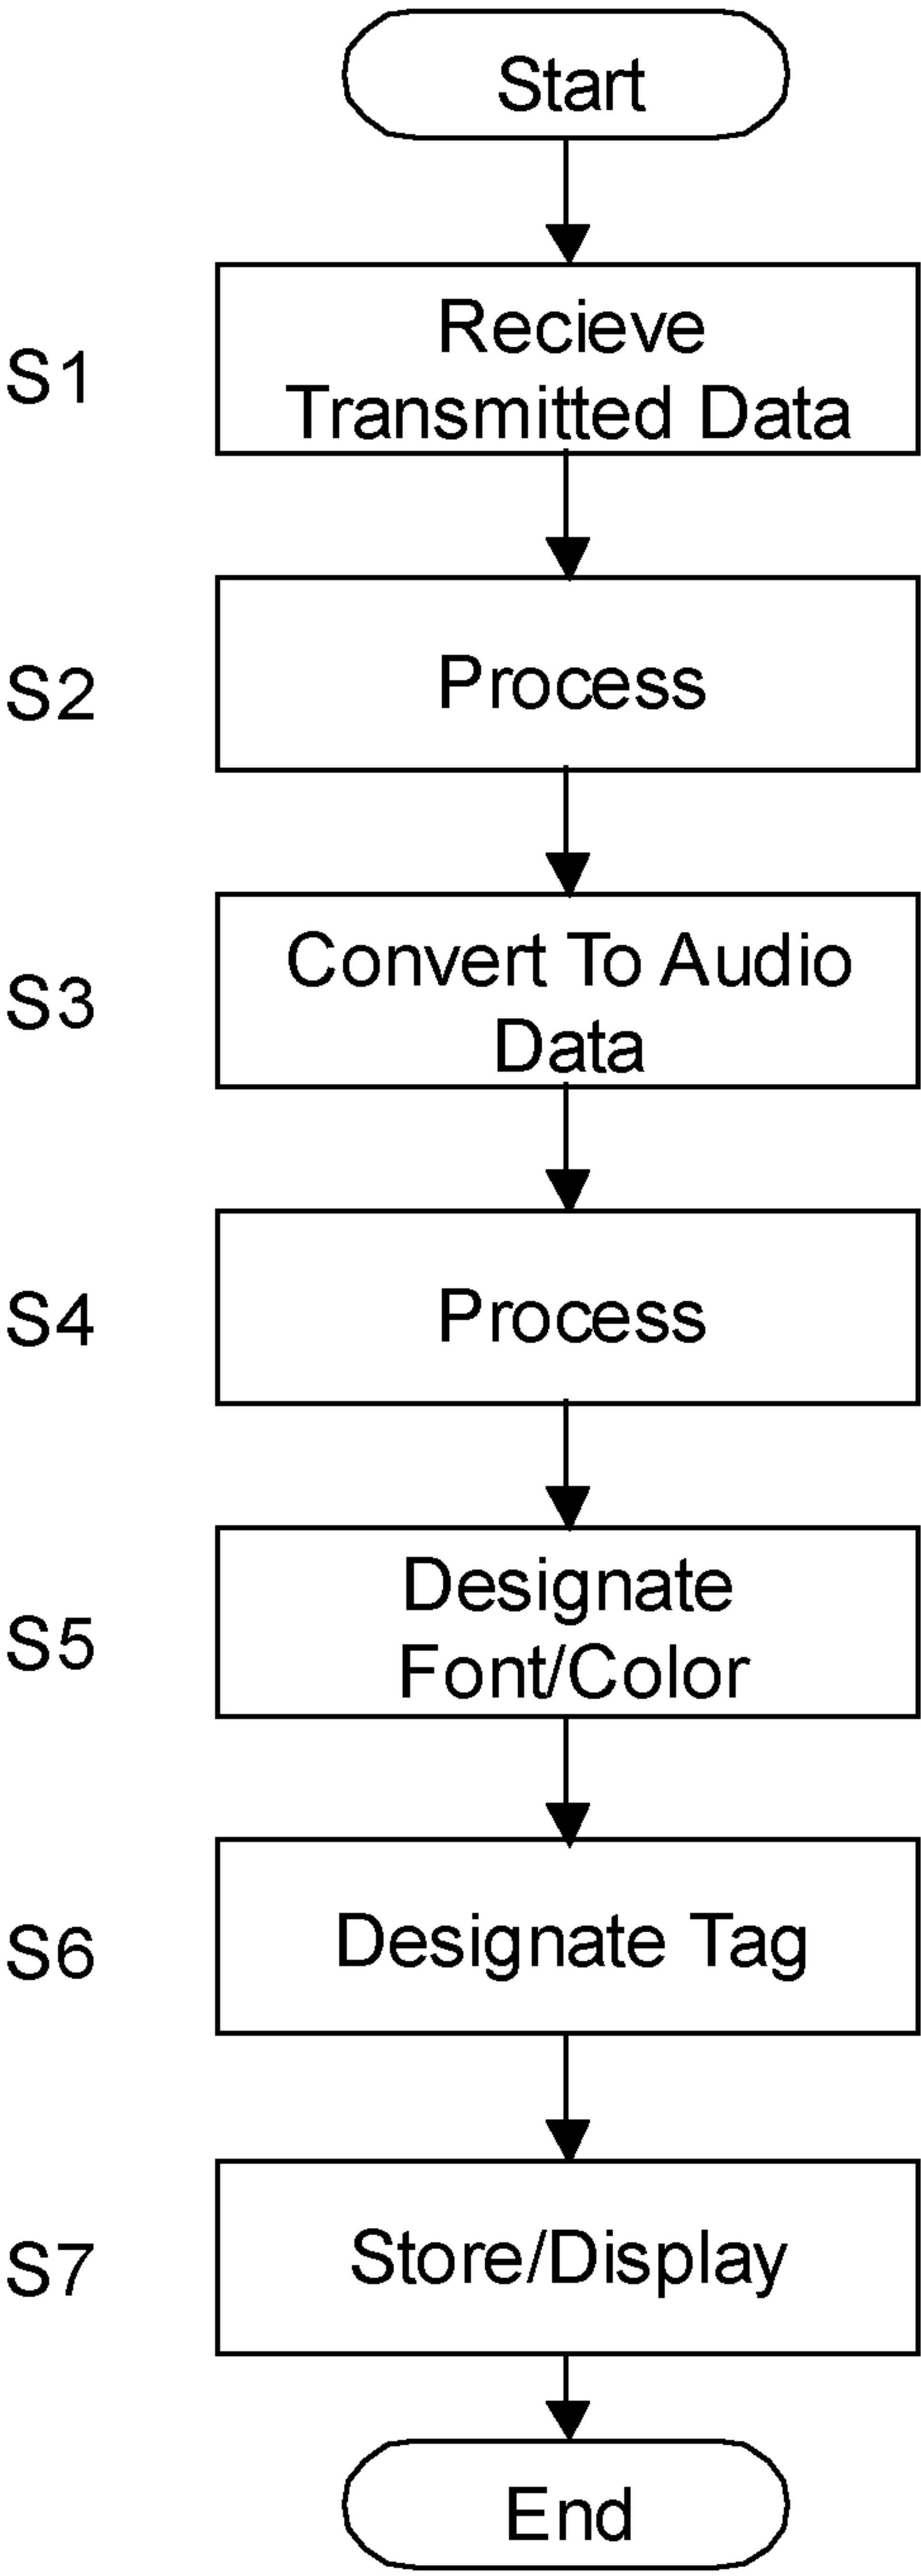 Start
S1
Recieve
Transmitted Data
S2
Process
S3
Convert To Audio
Data
S4
Process
S5
Designate
Font/Color
S6
Designate Tag
S7
Store/Display
End